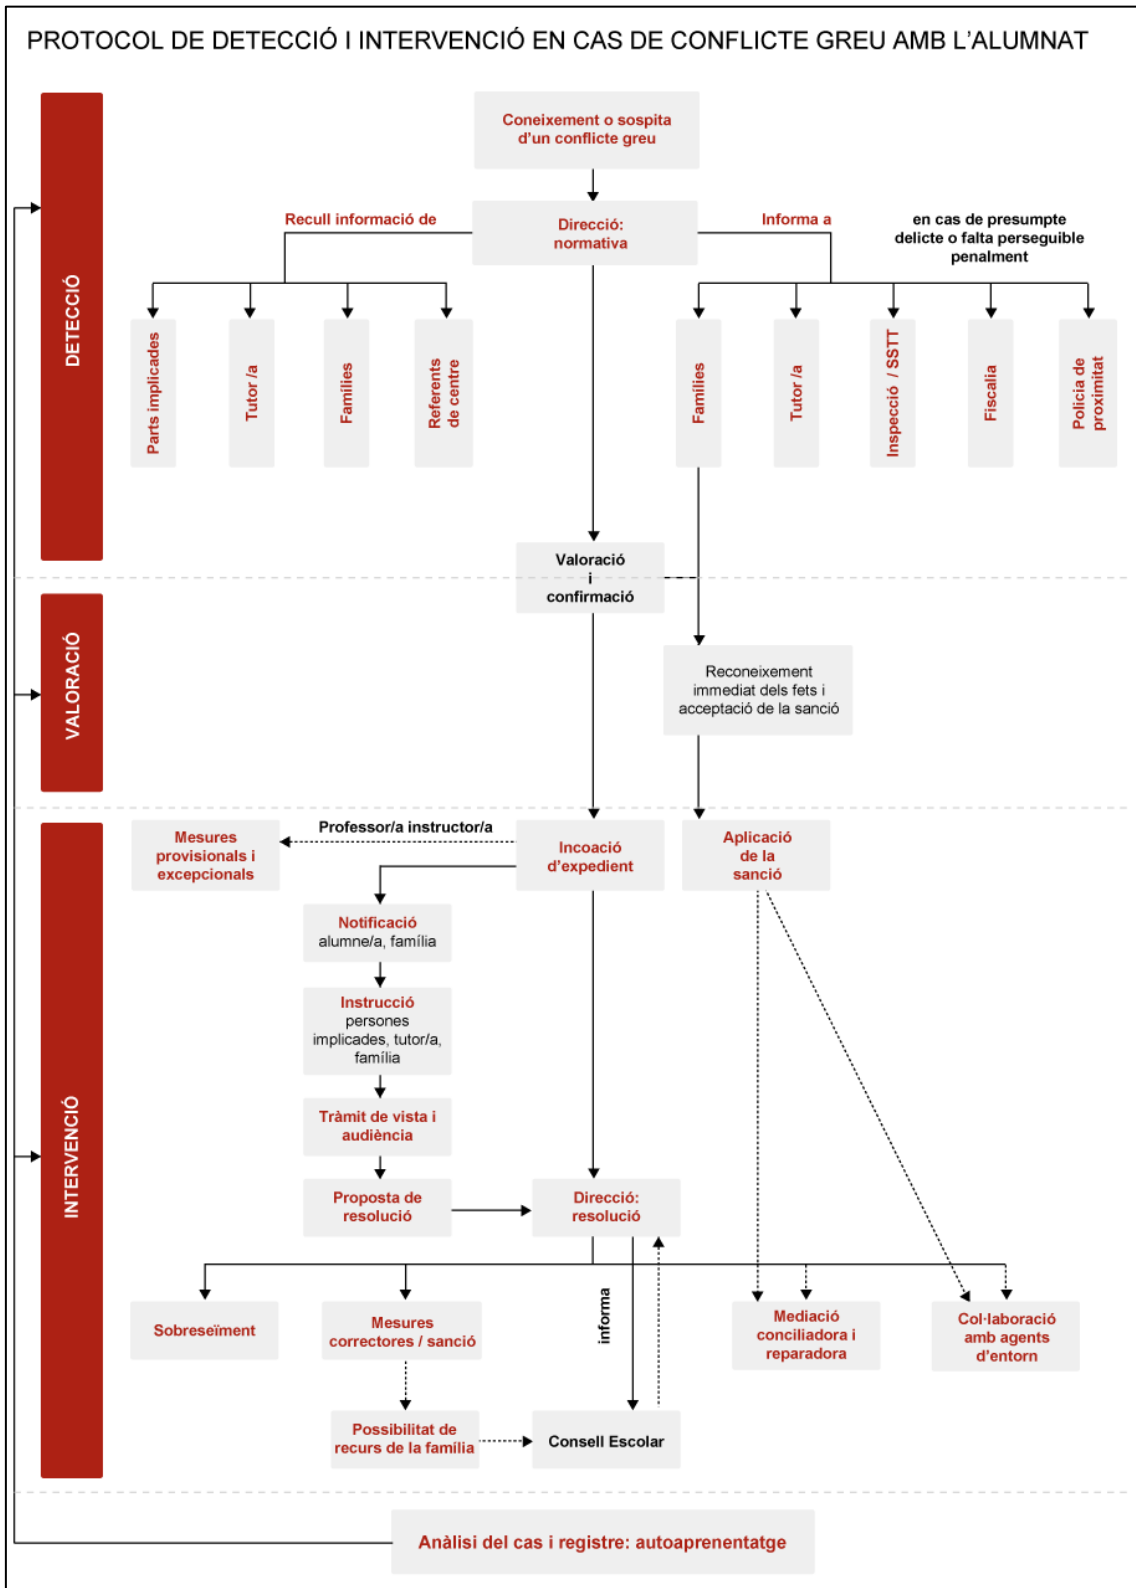 PROTOCOL DE DETECCIÓ I INTERVENCIÓ EN CAS DE CONFLICTE GREU AMB L'ALUMNAT
DETECCIÓ
Coneixement o sospita
d'un conflicte greu
Recull informació de
Direcció:
normativa
Informa a
en cas de presumpte
delicte o falta perseguible
penalment
Parts implicades
Tutor /a
Famílies
Referents
de centre
Famílies
Tutor /a
Inspecció / SSTT
Fiscalia
Policia de
proximitat
Valoració
i
confirmació
VALORACIÓ
Reconeixement
immediat dels fets i
acceptació de la sanció
INTERVENCIÓ
Mesures
provisionals i
excepcionals
Professor/a instructor/a
Incoació
d'expedient
Aplicació
de la
sanció
Notificació
alumne/a, família
Instrucció
persones
implicades, tutor/a,
família
Tràmit de vista i
audiència
Proposta de
resolució
Direcció:
resolució
informa
Sobreseïment
Mesures
correctores / sanció
Mediació
conciliadora i
reparadora
Col·laboració
amb agents
d'entorn
Possibilitat de
recurs de la família
Consell Escolar
Anàlisi del cas i registre: autoaprenentatge